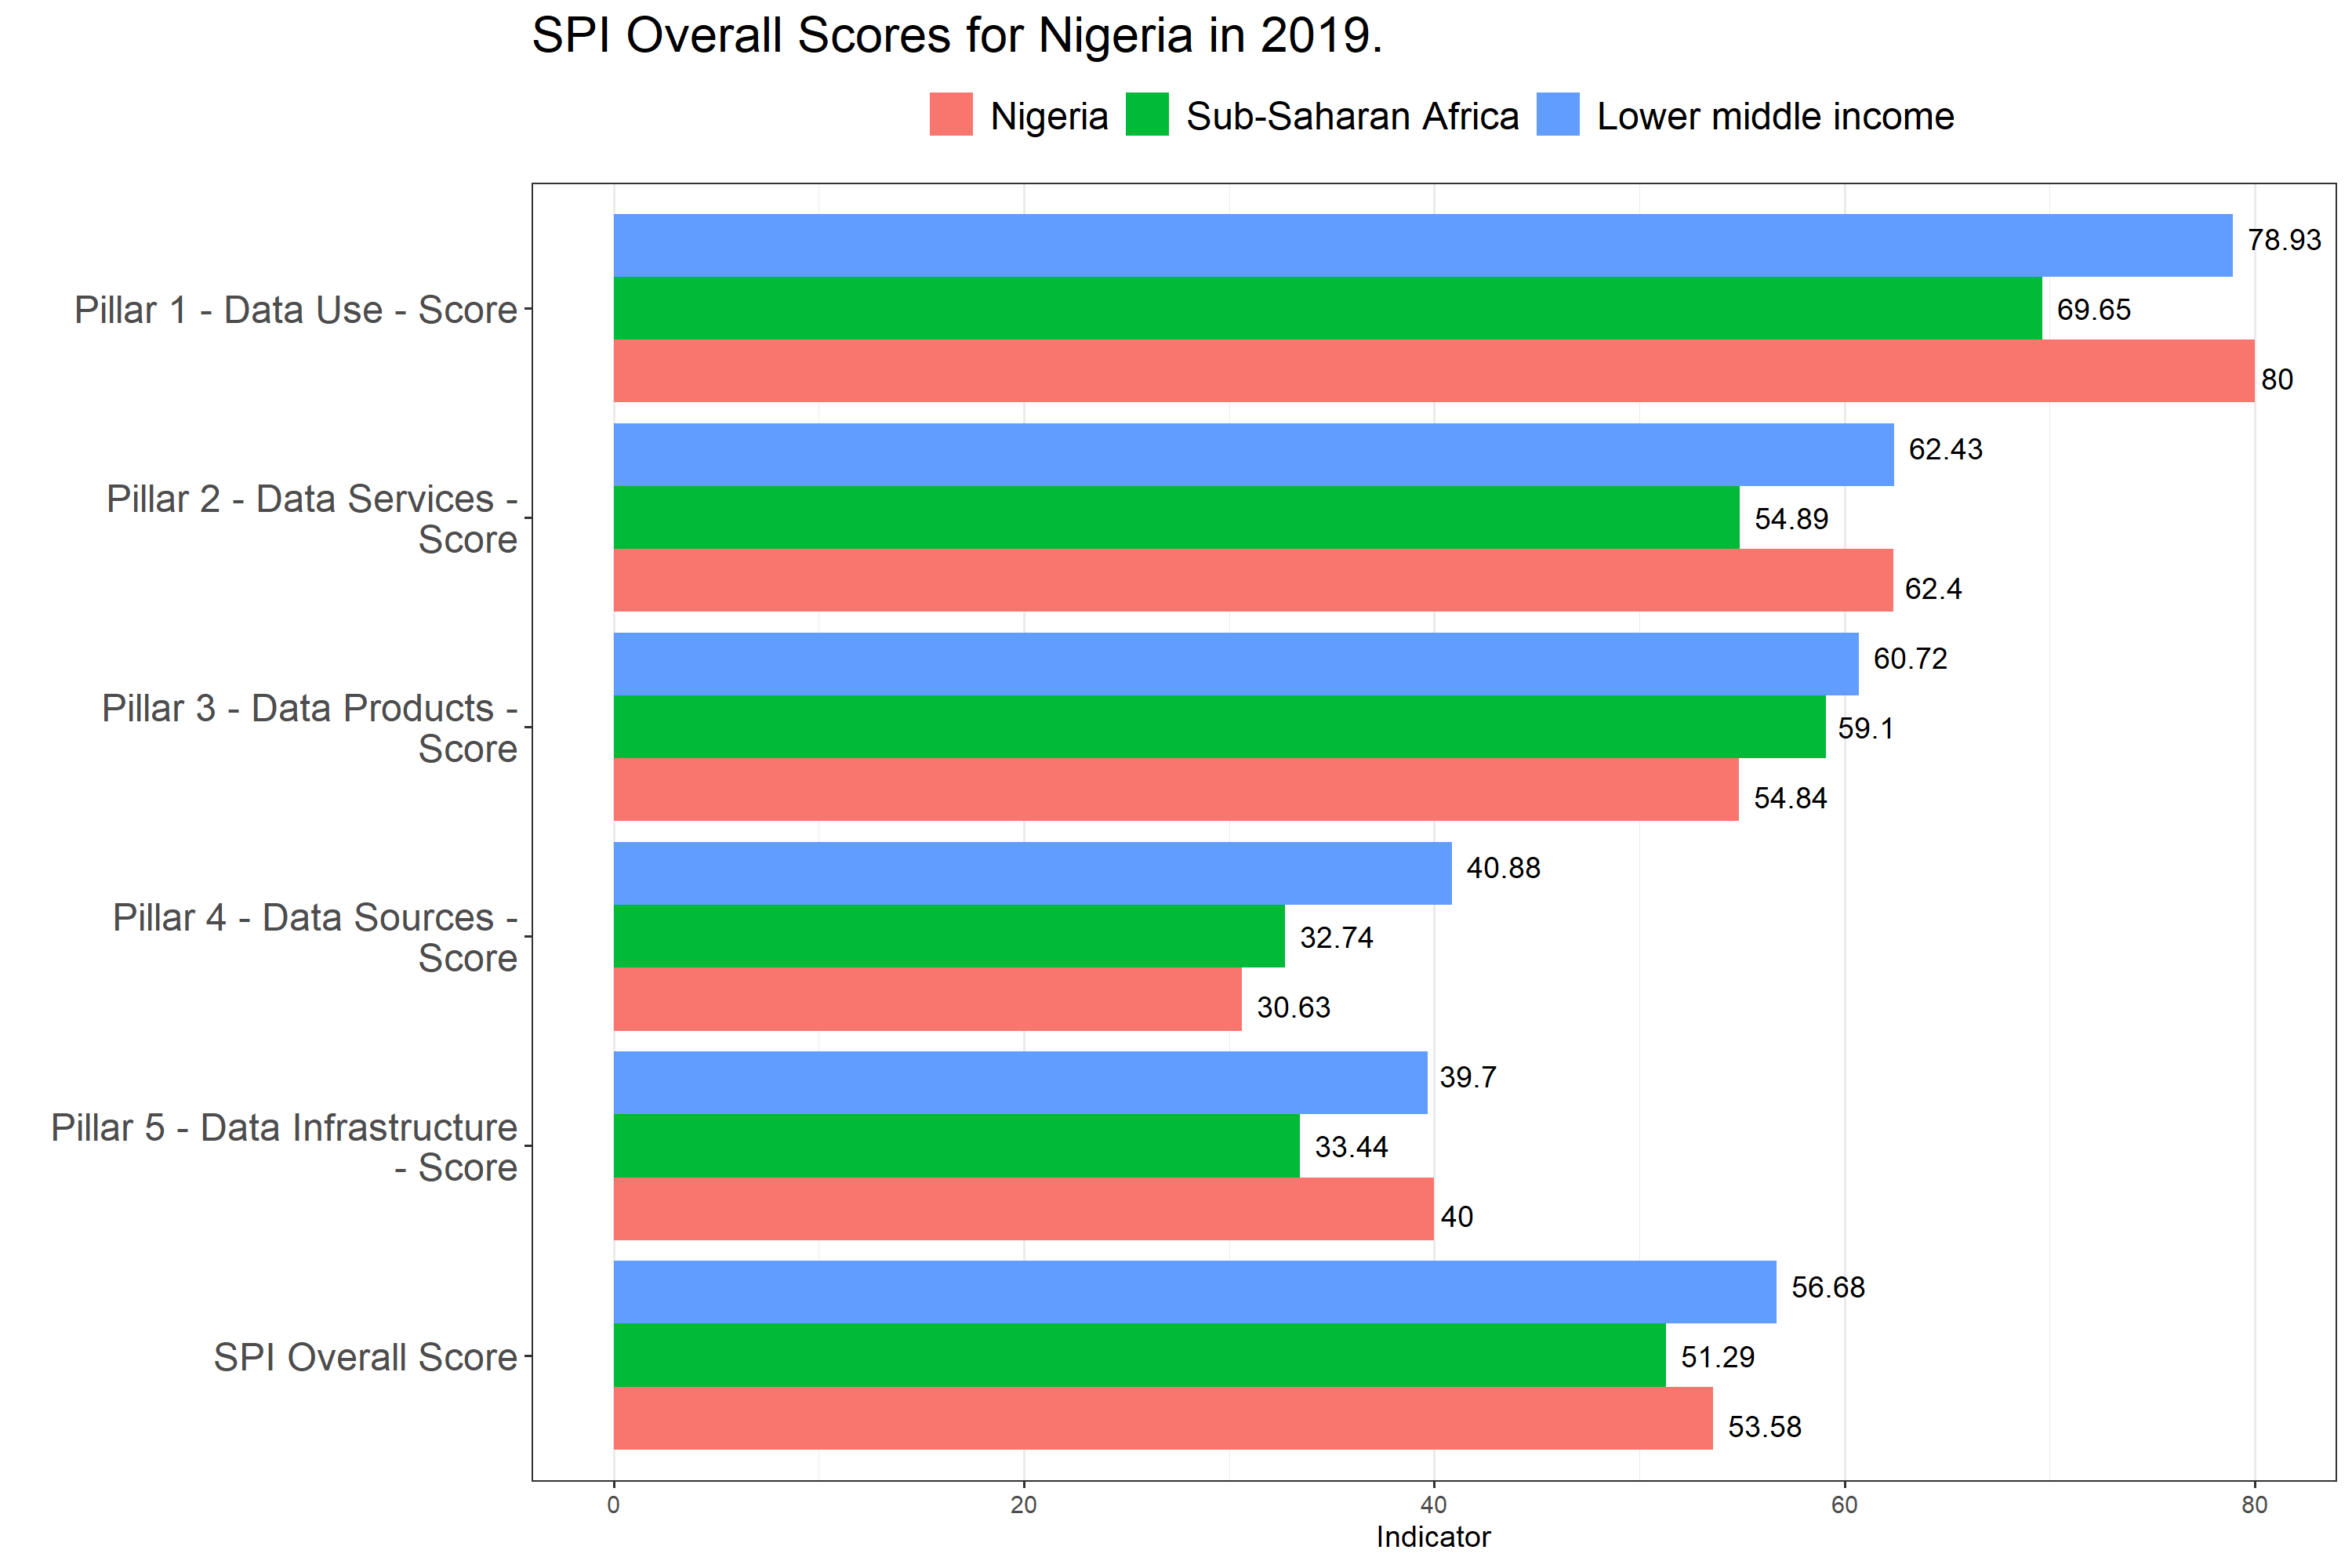 SPI Overall Scores for Nigeria in 2019.
Nigeria Sub-Saharan Africa Lower middle income
78.93
Pillar 1 - Data Use - Score
69.65
80
62.43
Pillar 2 - Data Services -
Score
54.89
62.4
60.72
Pillar 3 - Data Products -
Score
59.1
54.84
40.88
Pillar 4 - Data Sources -
Score
32.74
30.63
39.7
Pillar 5 - Data Infrastructure
- Score
33.44
40
56.68
SPI Overall Score
51.29
53.58
0 20 40 60 80
Indicator